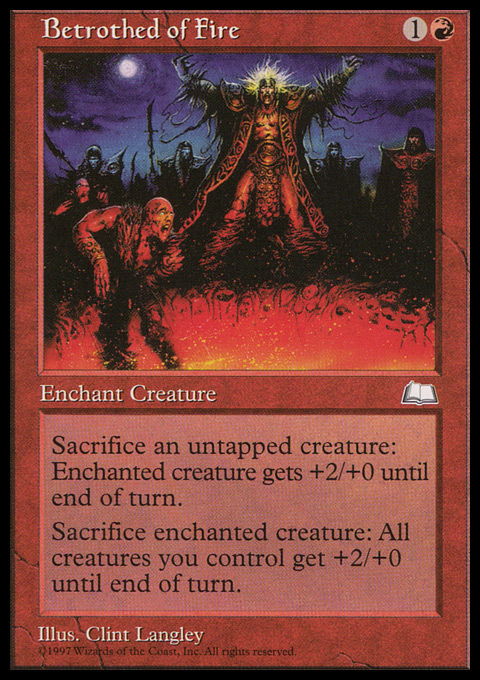 Betrothed of Fire 1
Enchant Creature
Sacrifice an untapped creature:
Enchanted creature gets +2/+0 until
end of turn.
Sacrifice enchanted creature: All
creatures you control get +2/+0
until end of turn.
Illus. Clint Langley
©1997 Wizards of the Coast, Inc. All rights reserved.